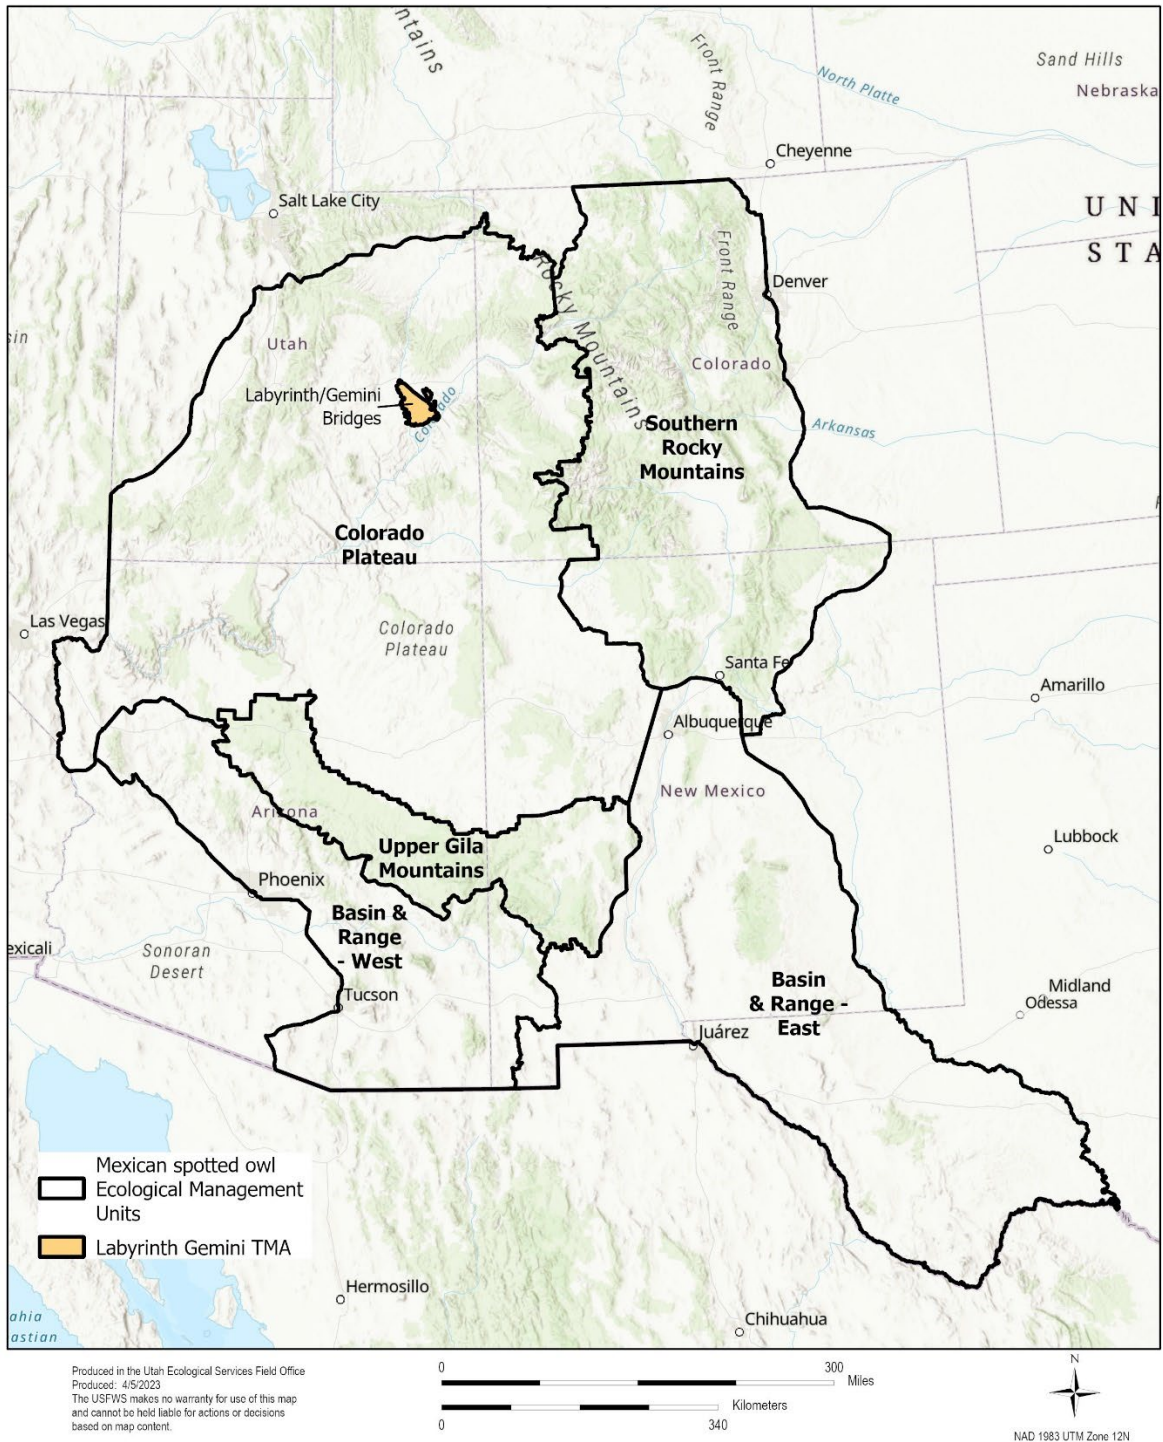 ntains
Front Range
North Platte
Sand Hills
Nebraska
Cheyenne
Salt Lake City
UNI
STA
Front Range
Denver
Rocky Mountains
sin
Utah
Colorado
Labyrinth/Gemini
Bridges
Colorado
Southern
Rocky
Mountains
Arkansas
Colorado
Plateau
Las Vegas
Colorado
Plateau
Santa Fe
Amarillo
Albuquerque
New Mexico
Arizona
Upper Gila
Mountains
Lubbock
Phoenix
Basin &
Range
- West
exicali
Sonoran
Desert
Basin
& Range -
East
Midland
Odessa
Tucson
Juárez
Mexican spotted owl
Ecological Management
Units
Labyrinth Gemini TMA
Hermosillo
ahia
astian
Chihuahua
Produced in the Utah Ecological Services Field Office
Produced: 4/5/2023
The USFWS makes no warranty for use of this map
and cannot be held liable for actions or decisions
based on map content.
0 300
Miles
Kilometers
0 340
N
NAD 1983 UTM Zone 12N